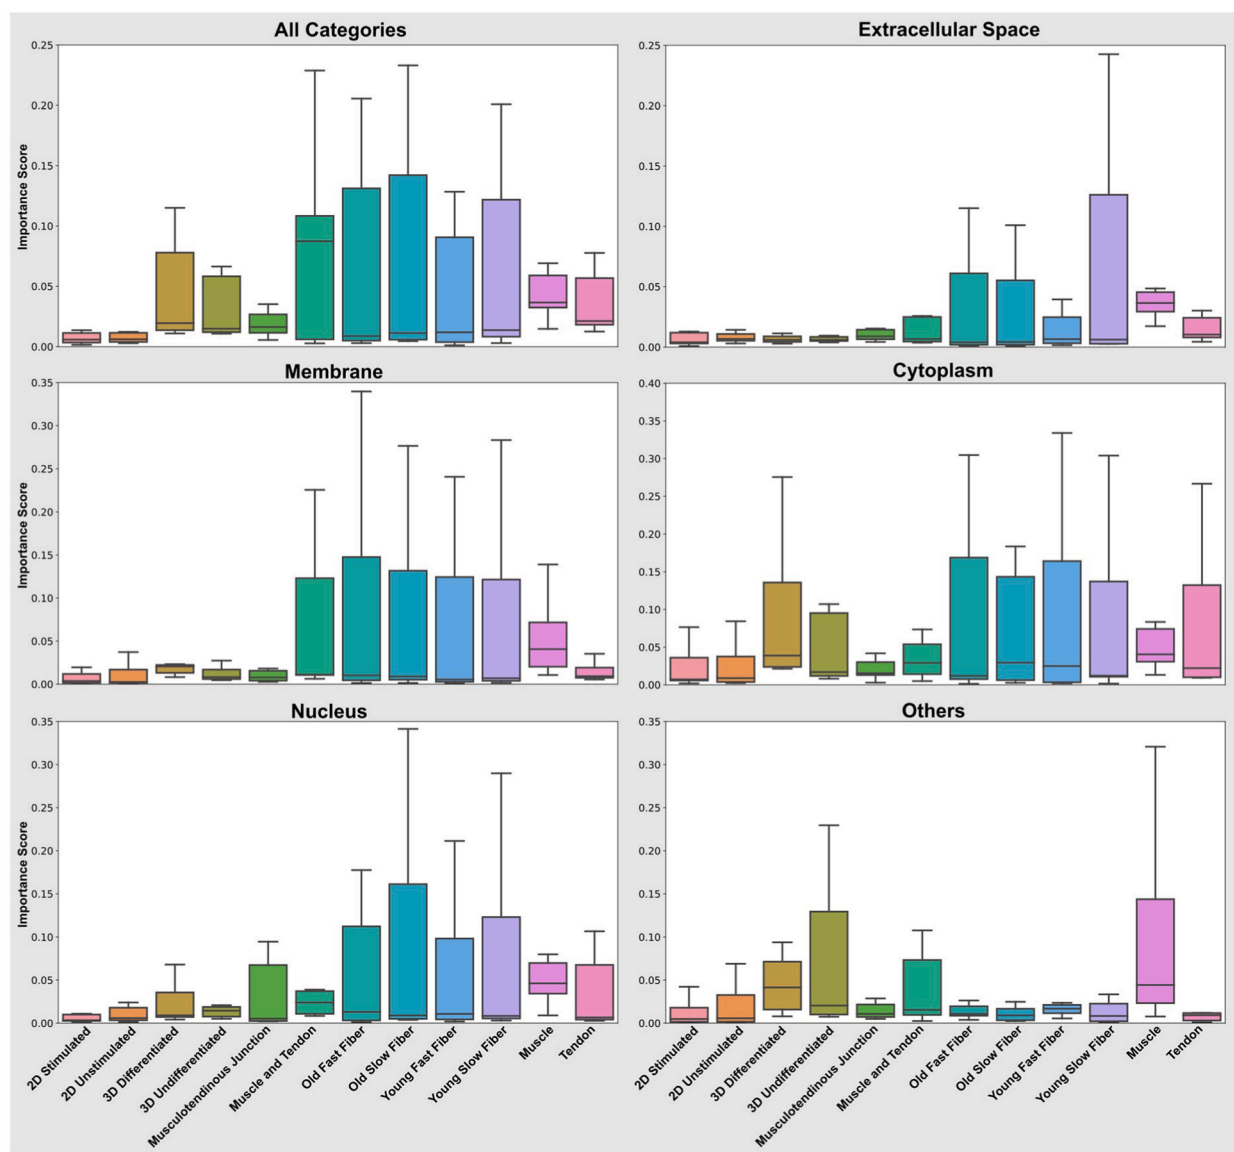 All Categories
Importance Score
0.25
0.20
0.15
0.10
0.05
0.00
Extracellular Space
0.25
0.20
0.15
0.10
0.05
0.00
Membrane
Importance Score
0.35
0.30
0.25
0.20
0.15
0.10
0.05
0.00
Cytoplasm
0.40
0.35
0.30
0.25
0.20
0.15
0.10
0.05
0.00
Nucleus
Importance Score
0.35
0.30
0.25
0.20
0.15
0.10
0.05
0.00
2D Stimulated
2D Unstimulated
3D Differentiated
3D Undifferentiated
Musculotendinous Junction
Muscle and Tendon
Old Fast Fiber
Old Slow Fiber
Young Fast Fiber
Young Slow Fiber
Muscle
Tendon
Others
0.35
0.30
0.25
0.20
0.15
0.10
0.05
0.00
2D Stimulated
2D Unstimulated
3D Differentiated
3D Undifferentiated
Musculotendinous Junction
Muscle and Tendon
Old Fast Fiber
Old Slow Fiber
Young Fast Fiber
Young Slow Fiber
Muscle
Tendon